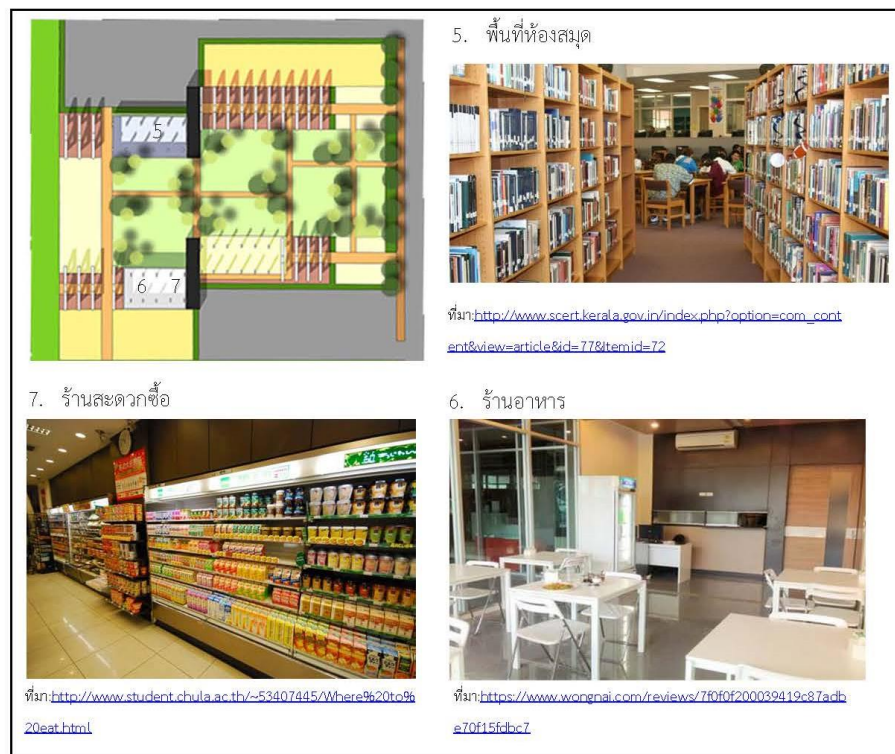 5. พื้นที่ห้องสมุด
5
6 7
ที่มา:http://www.scert.kerala.gov.in/index.php?option=com_cont
ent&view=article&id=77&Itemid=72
7. ร้านสะดวกซื้อ
6. ร้านอาหาร
ที่มา:http://www.student.chula.ac.th/~53407445/Where%20to%
20eat.html
ที่มา:https://www.wongnai.com/reviews/7f0f0f200039419c87adb
e70f15fdbc7